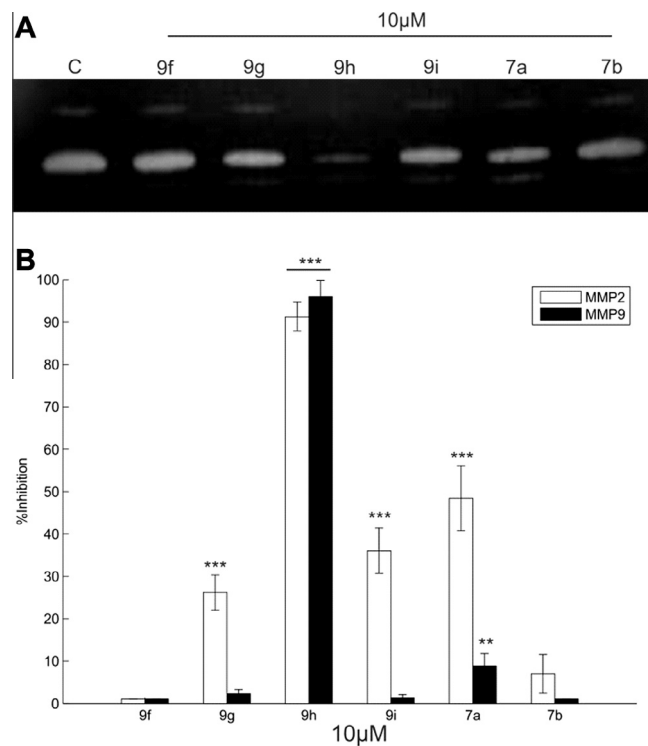 A
10µM
C 9f 9g 9h 9i 7a 7b
B
***
100
MMP2
MMP9
90
80
70
60
***
50
***
40
***
30
20
**
10
0
%Inhibition
9f 9g 9h 9i 7a 7b
10µM